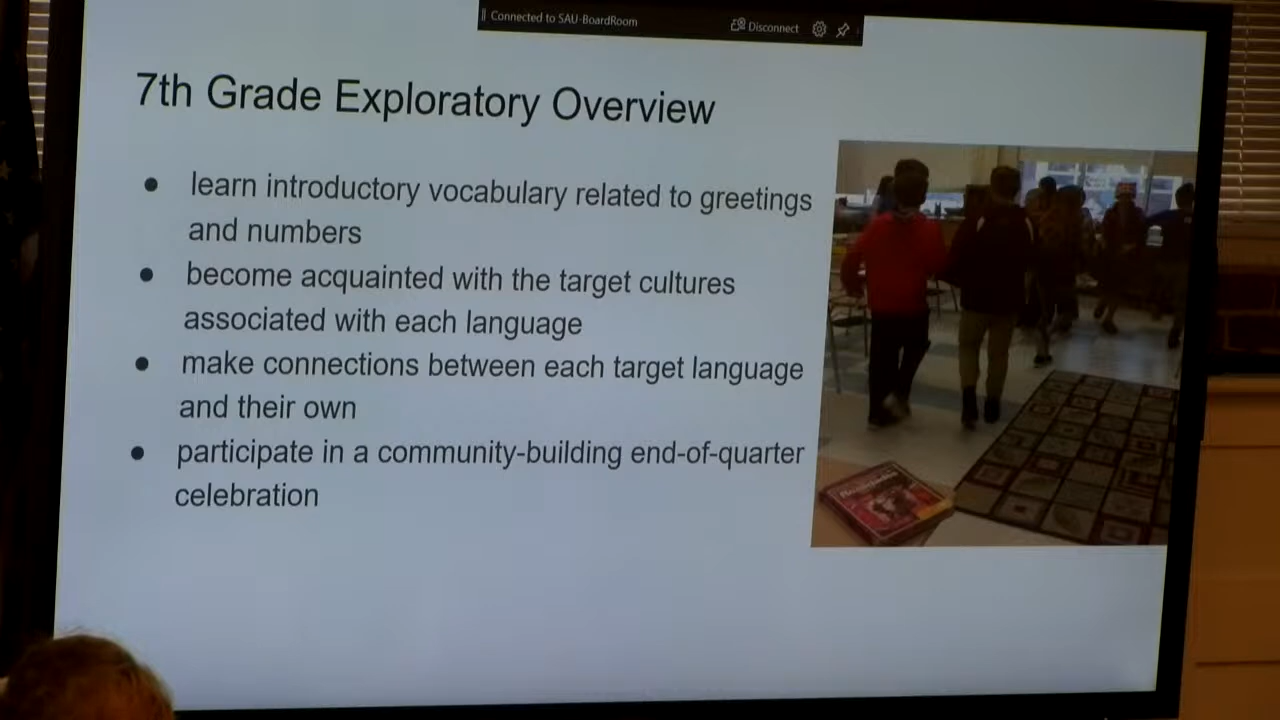 Connected to SAU-BoardRoom
Disconnect
7th Grade Exploratory Overview
learn introductory vocabulary related to greetings
and numbers
become acquainted with the target cultures
associated with each language
make connections between each target language
and their own
participate in a community-building end-of-quarter
celebration